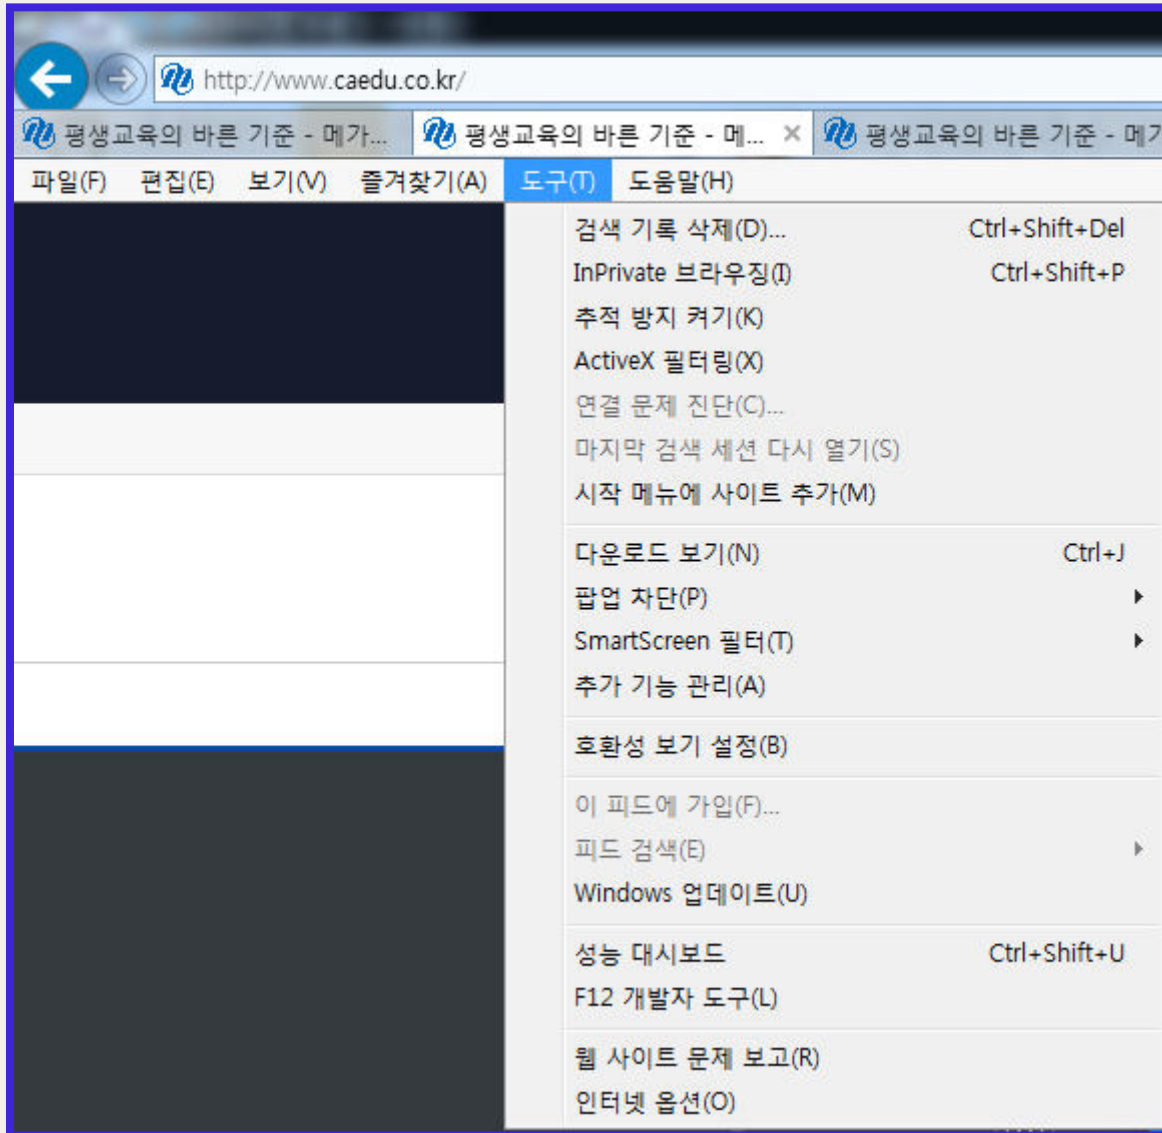 http://www.caedu.co.kr/
평생교육의 바른 기준 - 메가... 평생교육의 바른 기준 - 메... × 평생교육의 바른 기준 - 메가
파일(F) 편집(E) 보기(V) 즐겨찾기(A) 도구(T) 도움말(H)
검색 기록 삭제(D)... Ctrl+Shift+Del
InPrivate 브라우징(I) Ctrl+Shift+P
추적 방지 켜기(K)
ActiveX 필터링(X)
연결 문제 진단(C)...
마지막 검색 세션 다시 열기(S)
시작 메뉴에 사이트 추가(M)
다운로드 보기(N) Ctrl+J
팝업 차단(P)
SmartScreen 필터(T)
추가 기능 관리(A)
호환성 보기 설정(B)
이 피드에 가입(F)...
피드 검색(E)
Windows 업데이트(U)
성능 대시보드 Ctrl+Shift+U
F12 개발자 도구(L)
웹 사이트 문제 보고(R)
인터넷 옵션(O)